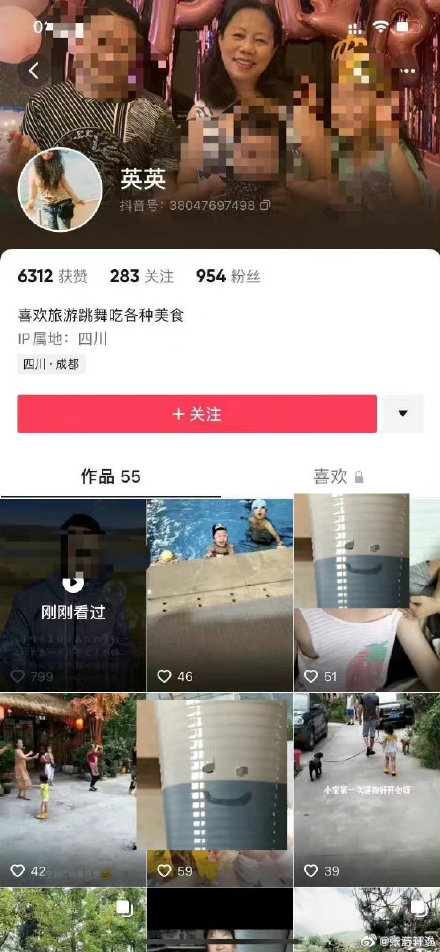 英英
抖音号：38047697498
6312 获赞 283 关注 954 粉丝
喜欢旅游跳舞吃各种美食
IP属地：四川
四川·成都
+关注
作品 55
喜欢
刚刚看过
799
46
51
小宝第一次遛狗好开心呀
42
59
39